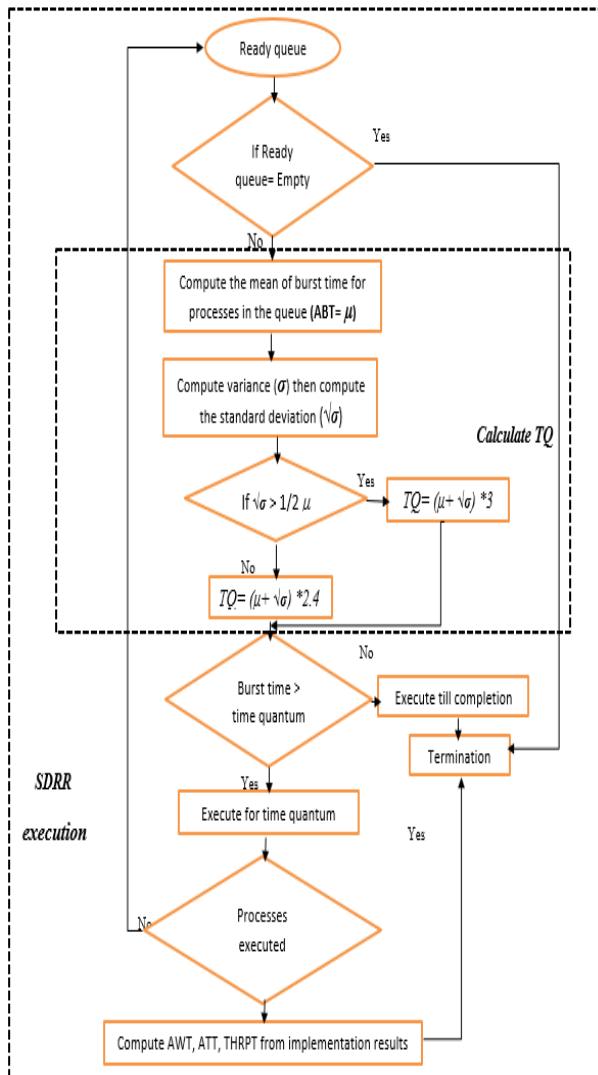 Ready queue
If Ready
queue= Empty
Yes
No
Compute the mean of burst time for
processes in the queue (ABT= μ)
Compute variance (σ) then compute
the standard deviation (√σ)
Calculate TQ
If √σ > 1/2 μ
Yes
TQ= (μ+ √σ) *3
No
TQ= (μ+ √σ) *2.4
Burst time >
time quantum
No
Execute till completion
Termination
Yes
Execute for time quantum
SDRR
execution
Yes
Processes
executed
No
Compute AWT, ATT, THRPT from implementation results